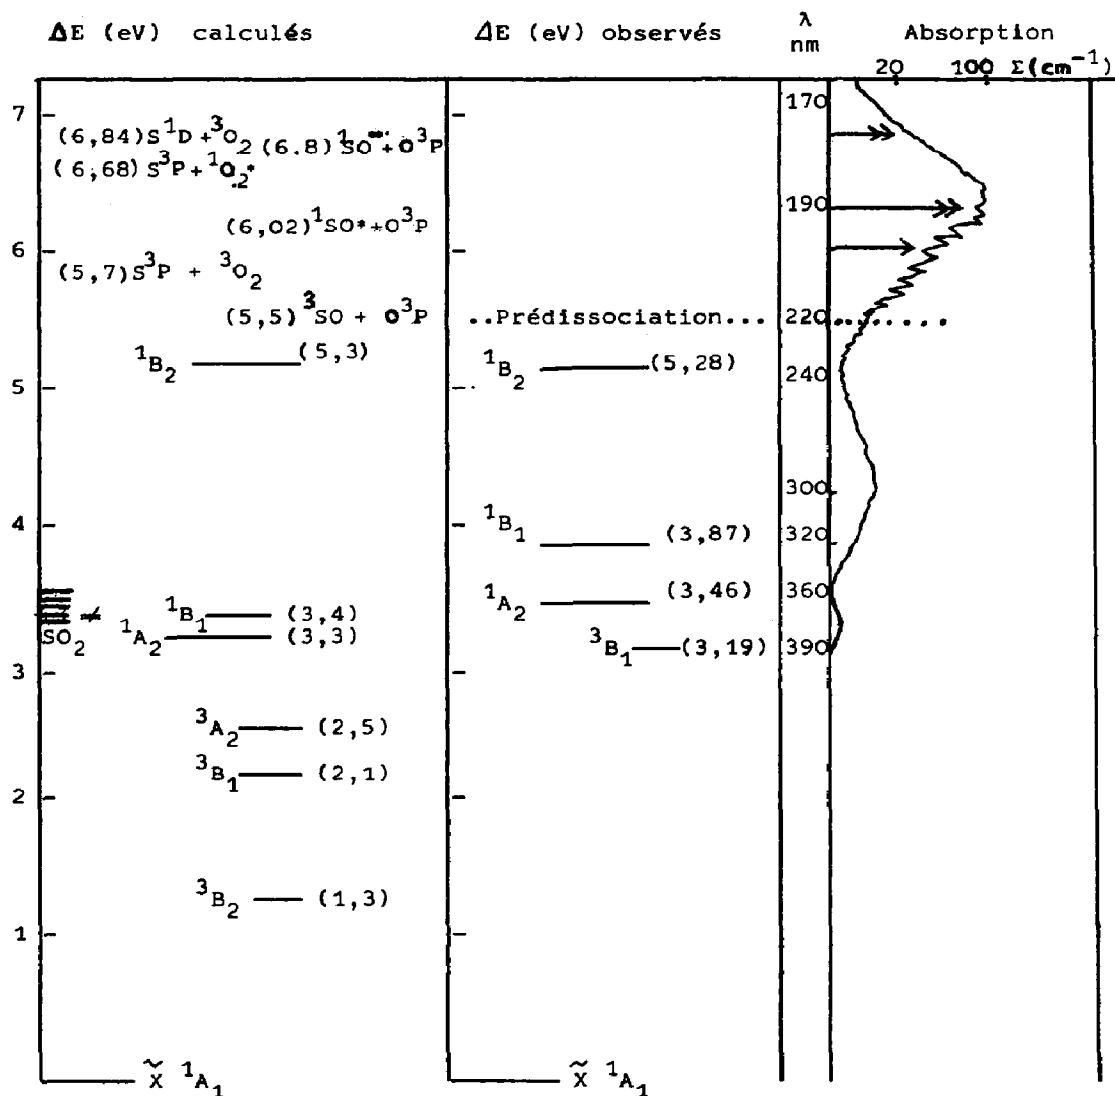 ΔE (eV) calculés
ΔE (eV) observés
λ
nm
Absorption
20 100 Σ(cm⁻¹)
7
(6,84)S¹D + ³O₂
(6.8)¹SO**+O³P
(6,68)S³P + ¹O₂*
(6,02)¹SO*+O³P
6
(5,7)S³P + ³O₂
(5,5)³SO + O³P
¹B₂ (5,3)
5
4
¹B₁ (3,4)
SO₂ ≠ ¹A₂ (3,3)
3
³A₂ (2,5)
³B₁ (2,1)
2
³B₂ (1,3)
1
X̃ ¹A₁
..Prédissociation...
¹B₂ (5,28)
¹B₁ (3,87)
¹A₂ (3,46)
³B₁ (3,19)
X̃ ¹A₁
170
190
220
240
300
320
360
390